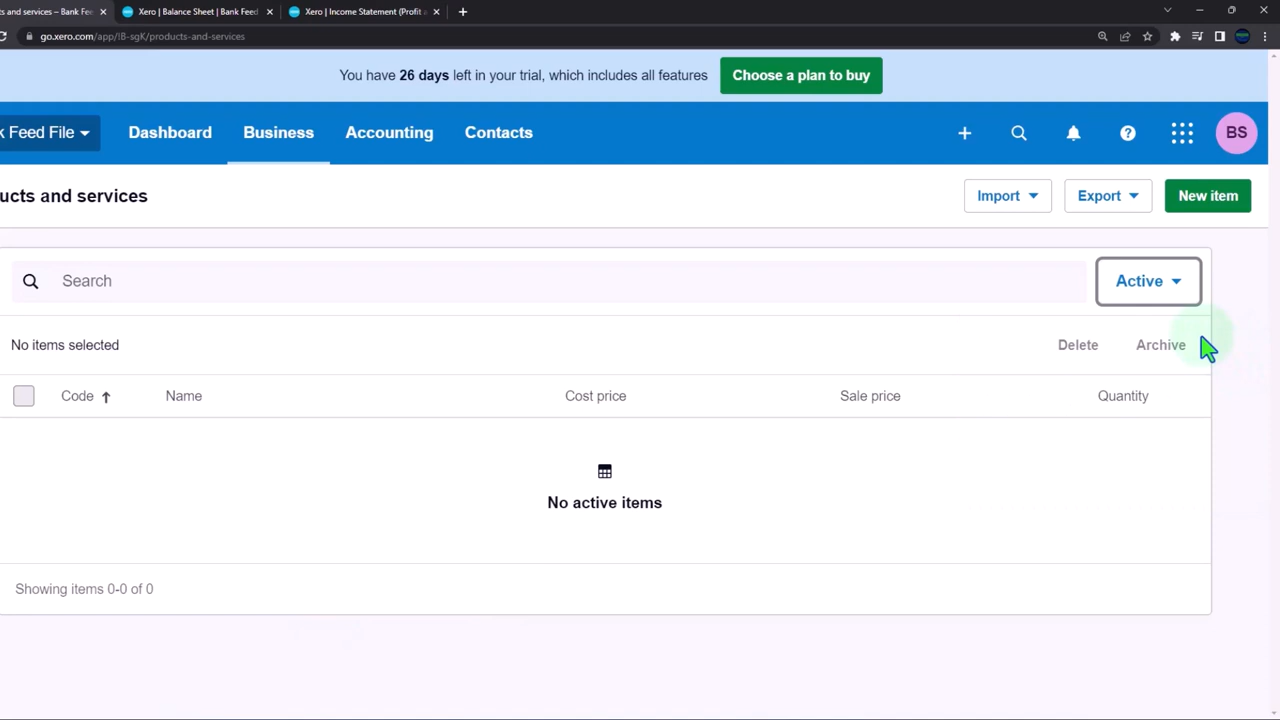 ts and services – Bank Fee
Xero | Balance Sheet | Bank Feed
Xero | Income Statement (Profit a
go.xero.com/app/!B-sgK/products-and-services
You have 26 days left in your trial, which includes all features
Choose a plan to buy
k Feed File
Dashboard
Business
Accounting
Contacts
BS
ucts and services
Import
Export
New item
Search
Active
No items selected
Delete
Archive
Code
Name
Cost price
Sale price
Quantity
No active items
Showing items 0-0 of 0